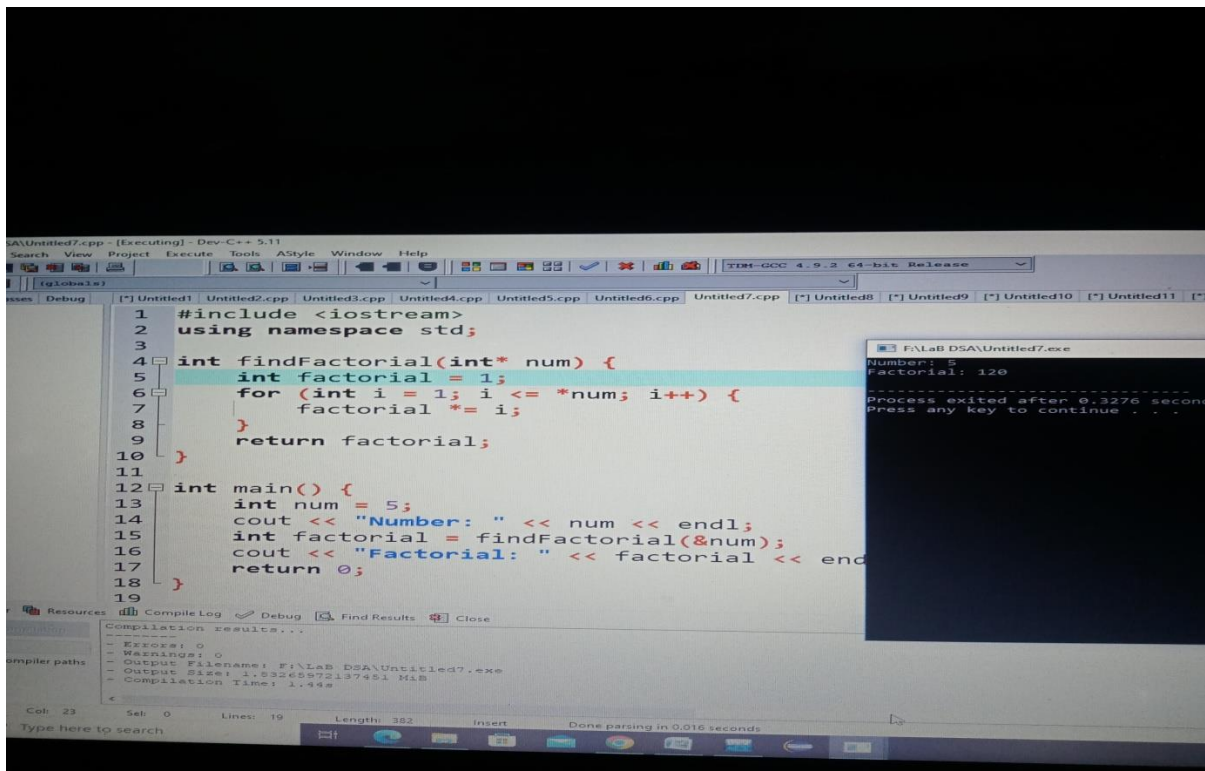 SA\Untitled7.cpp - [Executing] - Dev-C++ 5.11
Search View Project Execute Tools AStyle Window Help
TDM-GCC 4.9.2 64-bit Release
(globals)
sses Debug [*] Untitled1 Untitled2.cpp Untitled3.cpp Untitled4.cpp Untitled5.cpp Untitled6.cpp Untitled7.cpp [*] Untitled8 [*] Untitled9 [*] Untitled10 [*] Untitled11 [*]
1 #include <iostream>
2 using namespace std;
3
4 int findFactorial(int* num) {
5 int factorial = 1;
6 for (int i = 1; i <= *num; i++) {
7 factorial *= i;
8 }
9 return factorial;
10 }
11
12 int main() {
13 int num = 5;
14 cout << "Number: " << num << endl;
15 int factorial = findFactorial(&num);
16 cout << "Factorial: " << factorial << end
17 return 0;
18 }
19
F:\LaB DSA\Untitled7.exe
Number: 5
Factorial: 120
--------------------------------
Process exited after 0.3276 secon
Press any key to continue . . .
Resources Compile Log Debug Find Results Close
Compilation results...
--------
- Errors: 0
- Warnings: 0
- Output Filename: F:\LaB DSA\Untitled7.exe
- Output Size: 1.83265972137451 MiB
- Compilation Time: 1.44s
ompiler paths
Col: 23 Sel: 0 Lines: 19 Length: 382 Insert Done parsing in 0.016 seconds
Type here to search